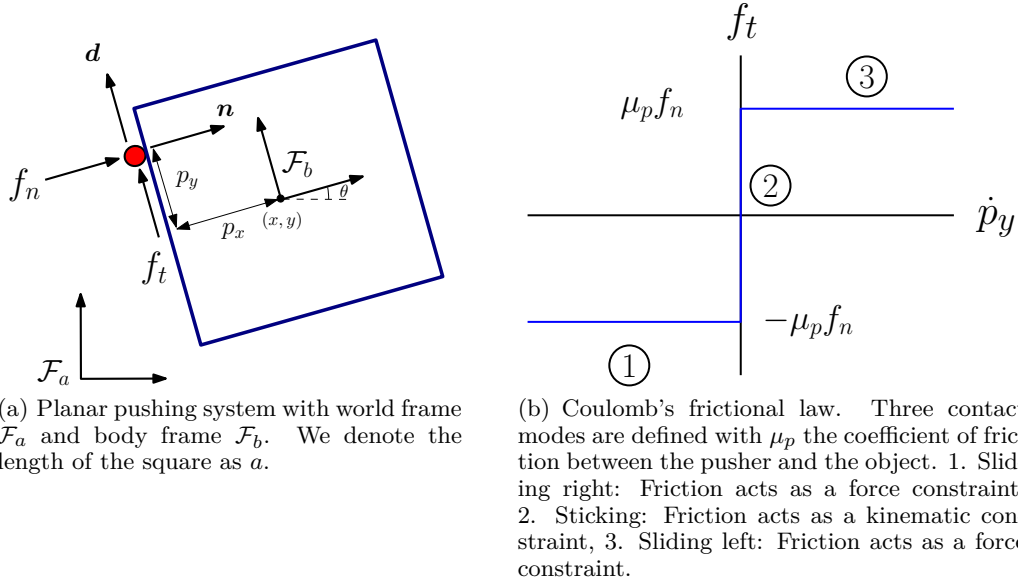 d
n
f_n
p_y
F_b
θ
p_x
(x, y)
f_t
F_a
(a) Planar pushing system with world frame
F_a and body frame F_b. We denote the
length of the square as a.
f_t
μ_p f_n
3
2
ṗ_y
−μ_p f_n
1
(b) Coulomb's frictional law. Three contac
modes are defined with μ_p the coefficient of fric
tion between the pusher and the object. 1. Slid
ing right: Friction acts as a force constraint
2. Sticking: Friction acts as a kinematic con
straint, 3. Sliding left: Friction acts as a force
constraint.